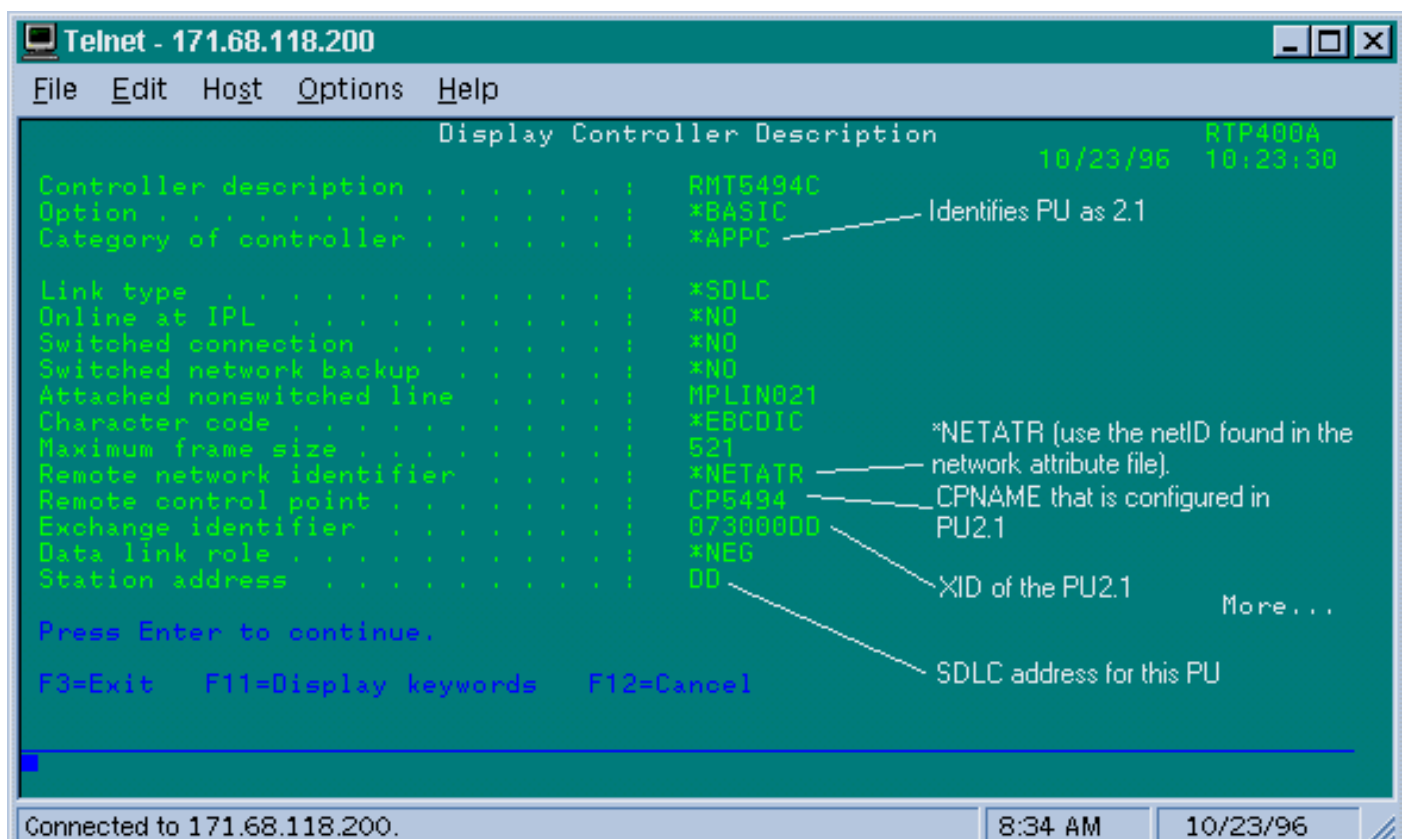 Telnet - 171.68.118.200
File Edit Host Options Help
Display Controller Description RTP400A
10/23/96 10:23:30
Controller description . . . . . . : RMT5494C
Option . . . . . . . . . . . . . . : *BASIC
Identifies PU as 2.1
Category of controller . . . . . . : *APPC
Link type . . . . . . . . . . . . : *SDLC
Online at IPL . . . . . . . . . . : *NO
Switched connection . . . . . . . : *NO
Switched network backup . . . . . : *NO
Attached nonswitched line . . . . : MPLIN021
Character code . . . . . . . . . . : *EBCDIC
Maximum frame size . . . . . . . . : 521
*NETATR (use the netID found in the
network attribute file).
Remote network identifier . . . . : *NETATR
Remote control point . . . . . . . : CP5494
CPNAME that is configured in
PU2.1
Exchange identifier . . . . . . . : 073000DD
XID of the PU2.1
Data link role . . . . . . . . . . : *NEG
Station address . . . . . . . . . : DD
SDLC address for this PU
More...
Press Enter to continue.
F3=Exit F11=Display keywords F12=Cancel
Connected to 171.68.118.200. 8:34 AM 10/23/96